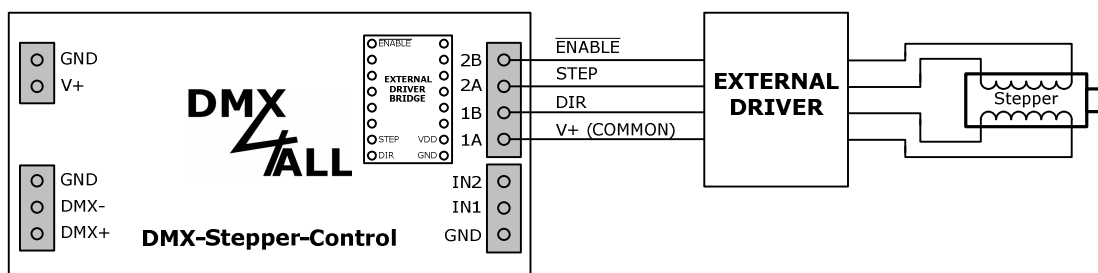 GND
V+
GND
DMX-
DMX+
DMX
4
ALL
DMX-Stepper-Control
ENABLE
EXTERNAL
DRIVER
BRIDGE
STEP VDD
DIR GND
2B
2A
1B
1A
IN2
IN1
GND
ENABLE
STEP
DIR
V+ (COMMON)
EXTERNAL
DRIVER
Stepper